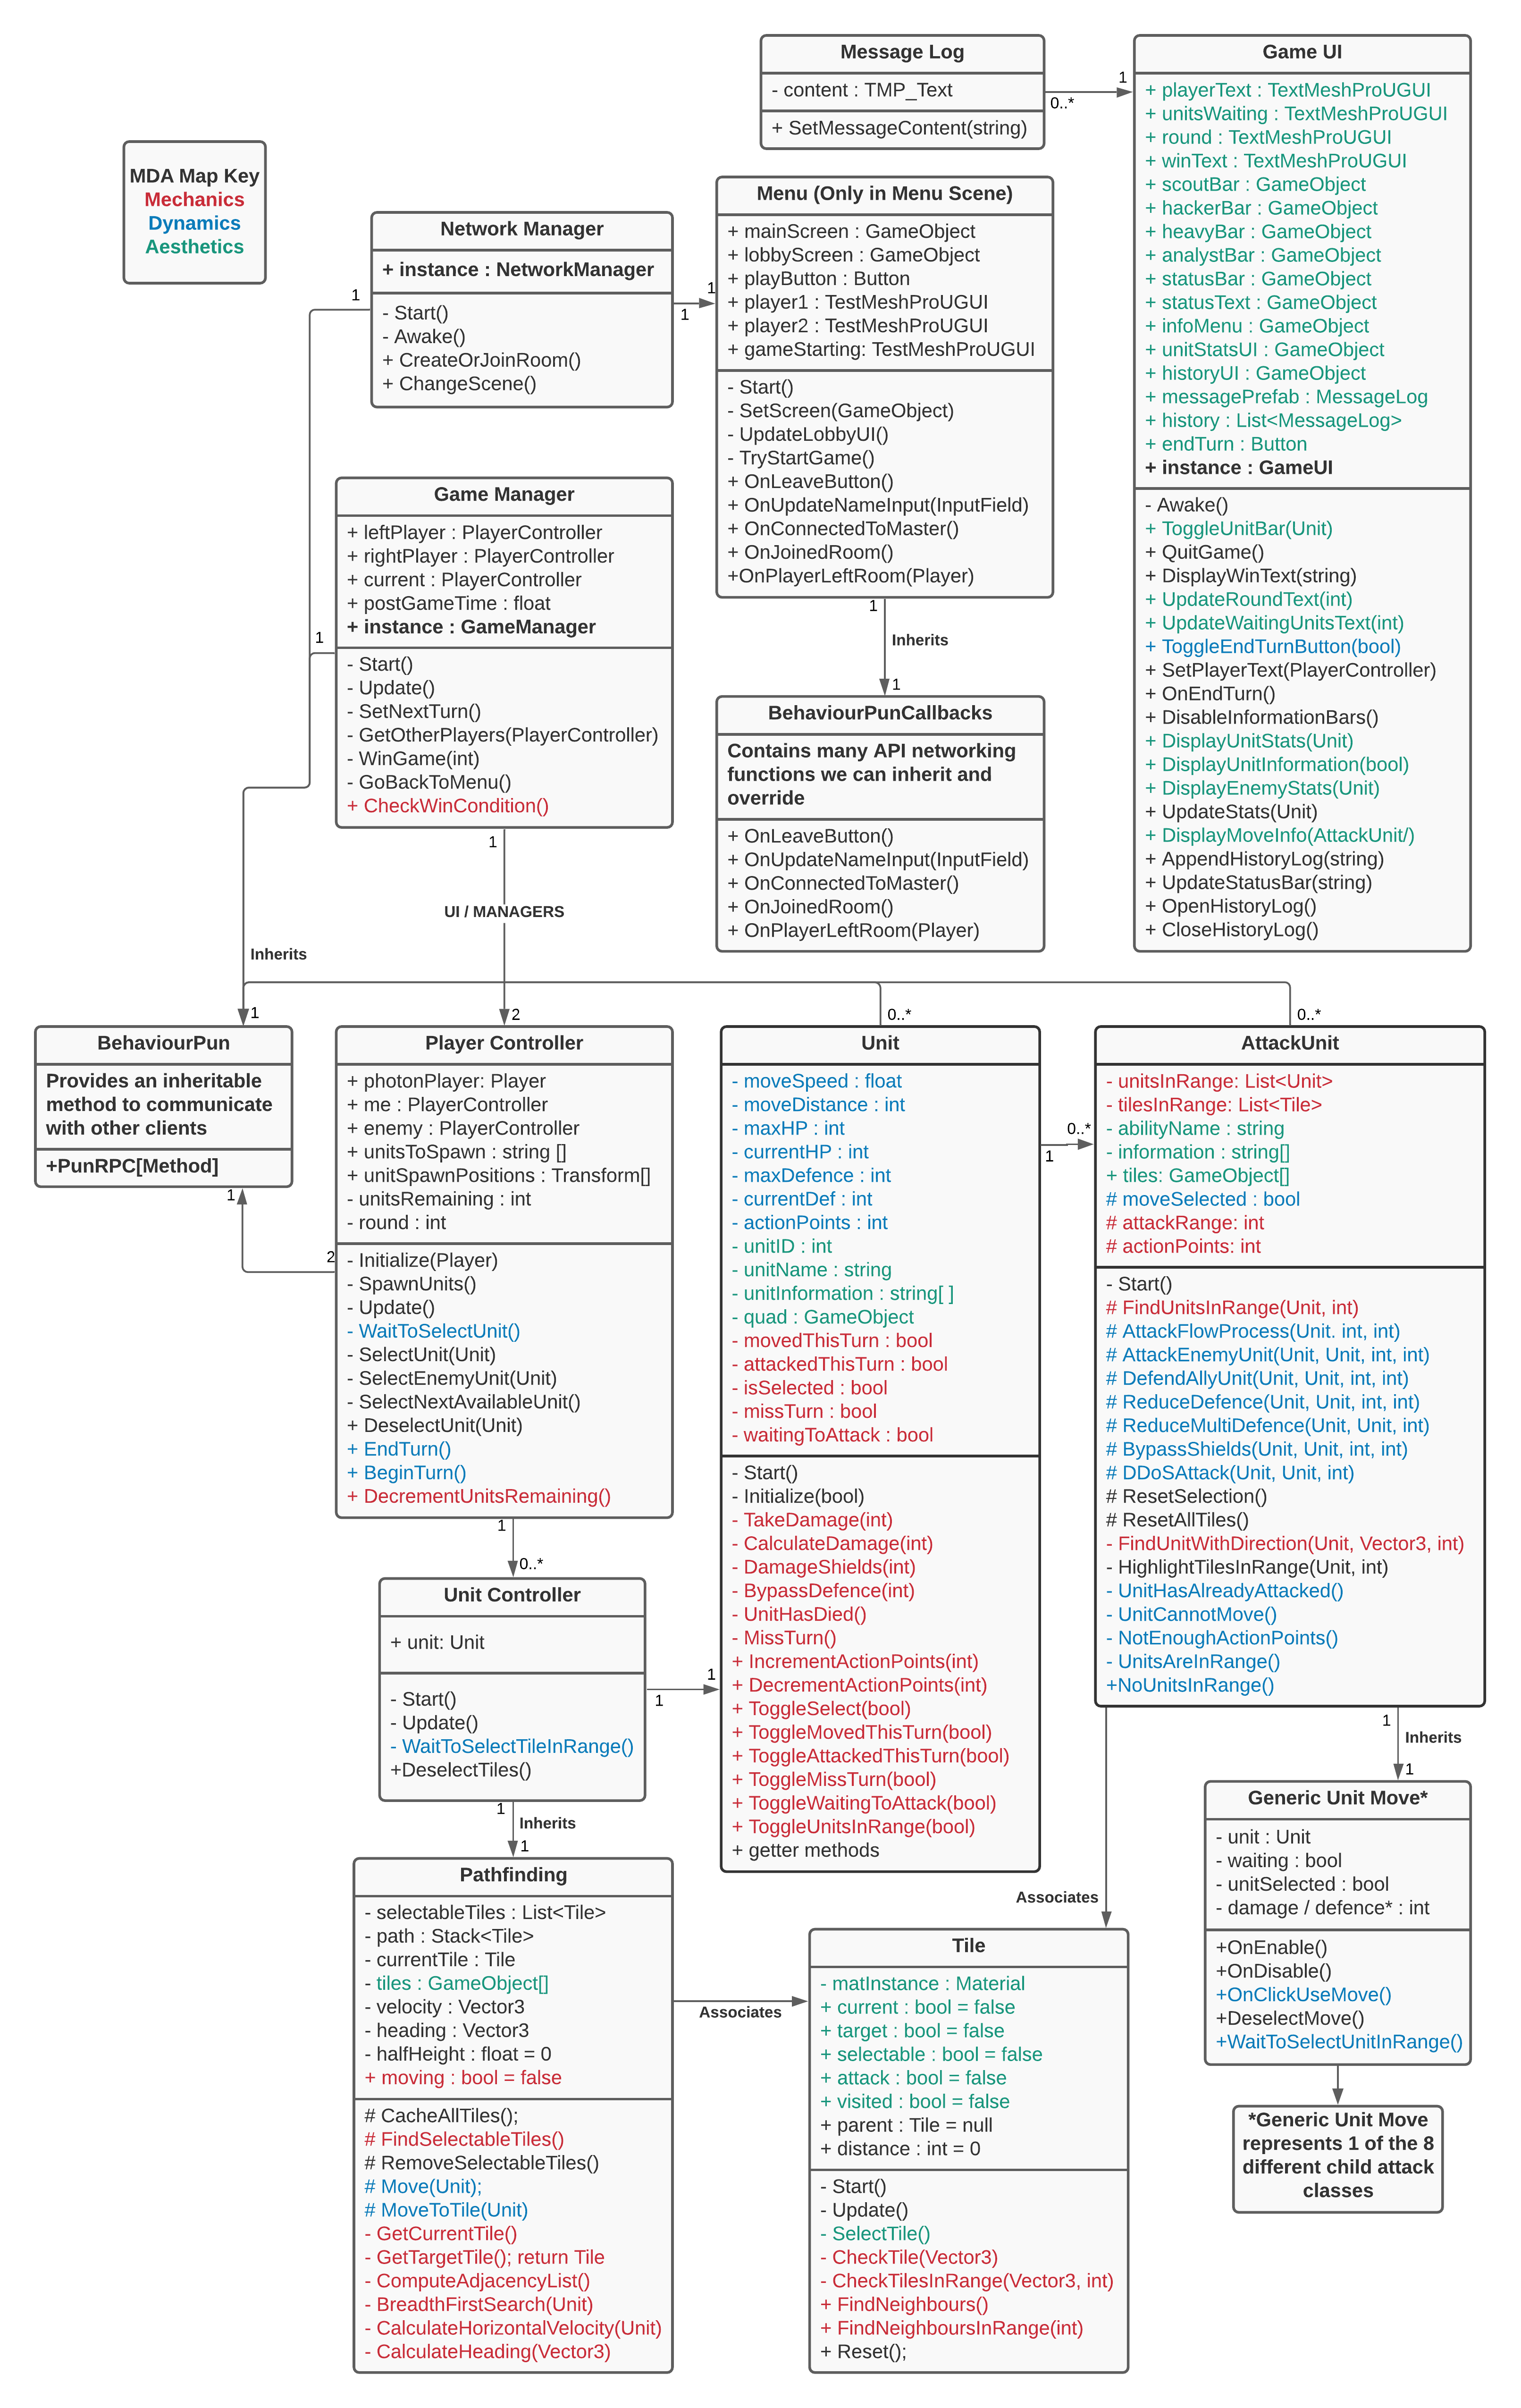 Message Log
- content : TMP_Text
+ SetMessageContent(string)
0..*
1
Game UI
+ playerText : TextMeshProUGUI
+ unitsWaiting : TextMeshProUGUI
+ round : TextMeshProUGUI
+ winText : TextMeshProUGUI
+ scoutBar : GameObject
+ hackerBar : GameObject
+ heavyBar : GameObject
+ analystBar : GameObject
+ statusBar : GameObject
+ statusText : GameObject
+ infoMenu : GameObject
+ unitStatsUI : GameObject
+ historyUI : GameObject
+ messagePrefab : MessageLog
+ history : List<MessageLog>
+ endTurn : Button
+ instance : GameUI
- Awake()
+ ToggleUnitBar(Unit)
+ QuitGame()
+ DisplayWinText(string)
+ UpdateRoundText(int)
+ UpdateWaitingUnitsText(int)
+ ToggleEndTurnButton(bool)
+ SetPlayerText(PlayerController)
+ OnEndTurn()
+ DisableInformationBars()
+ DisplayUnitStats(Unit)
+ DisplayUnitInformation(bool)
+ DisplayEnemyStats(Unit)
+ UpdateStats(Unit)
+ DisplayMoveInfo(AttackUnit/)
+ AppendHistoryLog(string)
+ UpdateStatusBar(string)
+ OpenHistoryLog()
+ CloseHistoryLog()
MDA Map Key
Mechanics
Dynamics
Aesthetics
Network Manager
+ instance : NetworkManager
- Start()
- Awake()
+ CreateOrJoinRoom()
+ ChangeScene()
1
1
1
Menu (Only in Menu Scene)
+ mainScreen : GameObject
+ lobbyScreen : GameObject
+ playButton : Button
+ player1 : TestMeshProUGUI
+ player2 : TestMeshProUGUI
+ gameStarting: TestMeshProUGUI
- Start()
- SetScreen(GameObject)
- UpdateLobbyUI()
- TryStartGame()
+ OnLeaveButton()
+ OnUpdateNameInput(InputField)
+ OnConnectedToMaster()
+ OnJoinedRoom()
+OnPlayerLeftRoom(Player)
1
Inherits
1
BehaviourPunCallbacks
Contains many API networking
functions we can inherit and
override
+ OnLeaveButton()
+ OnUpdateNameInput(InputField)
+ OnConnectedToMaster()
+ OnJoinedRoom()
+ OnPlayerLeftRoom(Player)
Game Manager
+ leftPlayer : PlayerController
+ rightPlayer : PlayerController
+ current : PlayerController
+ postGameTime : float
+ instance : GameManager
- Start()
- Update()
- SetNextTurn()
- GetOtherPlayers(PlayerController)
- WinGame(int)
- GoBackToMenu()
+ CheckWinCondition()
1
1
UI / MANAGERS
2
Inherits
1
BehaviourPun
Provides an inheritable
method to communicate
with other clients
+PunRPC[Method]
1
2
Player Controller
+ photonPlayer: Player
+ me : PlayerController
+ enemy : PlayerController
+ unitsToSpawn : string []
+ unitSpawnPositions : Transform[]
- unitsRemaining : int
- round : int
- Initialize(Player)
- SpawnUnits()
- Update()
- WaitToSelectUnit()
- SelectUnit(Unit)
- SelectEnemyUnit(Unit)
- SelectNextAvailableUnit()
+ DeselectUnit(Unit)
+ EndTurn()
+ BeginTurn()
+ DecrementUnitsRemaining()
1
0..*
0..*
Unit
- moveSpeed : float
- moveDistance : int
- maxHP : int
- currentHP : int
- maxDefence : int
- currentDef : int
- actionPoints : int
- unitID : int
- unitName : string
- unitInformation : string[ ]
- quad : GameObject
- movedThisTurn : bool
- attackedThisTurn : bool
- isSelected : bool
- missTurn : bool
- waitingToAttack : bool
- Start()
- Initialize(bool)
- TakeDamage(int)
- CalculateDamage(int)
- DamageShields(int)
- BypassDefence(int)
- UnitHasDied()
- MissTurn()
+ IncrementActionPoints(int)
+ DecrementActionPoints(int)
+ ToggleSelect(bool)
+ ToggleMovedThisTurn(bool)
+ ToggleAttackedThisTurn(bool)
+ ToggleMissTurn(bool)
+ ToggleWaitingToAttack(bool)
+ ToggleUnitsInRange(bool)
+ getter methods
0..*
1
0..*
AttackUnit
- unitsInRange: List<Unit>
- tilesInRange: List<Tile>
- abilityName : string
- information : string[]
+ tiles: GameObject[]
# moveSelected : bool
# attackRange: int
# actionPoints: int
- Start()
# FindUnitsInRange(Unit, int)
# AttackFlowProcess(Unit. int, int)
# AttackEnemyUnit(Unit, Unit, int, int)
# DefendAllyUnit(Unit, Unit, int, int)
# ReduceDefence(Unit, Unit, int, int)
# ReduceMultiDefence(Unit, Unit, int)
# BypassShields(Unit, Unit, int, int)
# DDoSAttack(Unit, Unit, int)
# ResetSelection()
# ResetAllTiles()
- FindUnitWithDirection(Unit, Vector3, int)
- HighlightTilesInRange(Unit, int)
- UnitHasAlreadyAttacked()
- UnitCannotMove()
- NotEnoughActionPoints()
- UnitsAreInRange()
+NoUnitsInRange()
Unit Controller
+ unit: Unit
- Start()
- Update()
- WaitToSelectTileInRange()
+DeselectTiles()
1
1
1
Inherits
1
Pathfinding
- selectableTiles : List<Tile>
- path : Stack<Tile>
- currentTile : Tile
- tiles : GameObject[]
- velocity : Vector3
- heading : Vector3
- halfHeight : float = 0
+ moving : bool = false
# CacheAllTiles();
# FindSelectableTiles()
# RemoveSelectableTiles()
# Move(Unit);
# MoveToTile(Unit)
- GetCurrentTile()
- GetTargetTile(); return Tile
- ComputeAdjacencyList()
- BreadthFirstSearch(Unit)
- CalculateHorizontalVelocity(Unit)
- CalculateHeading(Vector3)
Associates
Associates
Tile
- matInstance : Material
+ current : bool = false
+ target : bool = false
+ selectable : bool = false
+ attack : bool = false
+ visited : bool = false
+ parent : Tile = null
+ distance : int = 0
- Start()
- Update()
- SelectTile()
- CheckTile(Vector3)
- CheckTilesInRange(Vector3, int)
+ FindNeighbours()
+ FindNeighboursInRange(int)
+ Reset();
1
Inherits
1
Generic Unit Move*
- unit : Unit
- waiting : bool
- unitSelected : bool
- damage / defence* : int
+OnEnable()
+OnDisable()
+OnClickUseMove()
+DeselectMove()
+WaitToSelectUnitInRange()
*Generic Unit Move
represents 1 of the 8
different child attack
classes